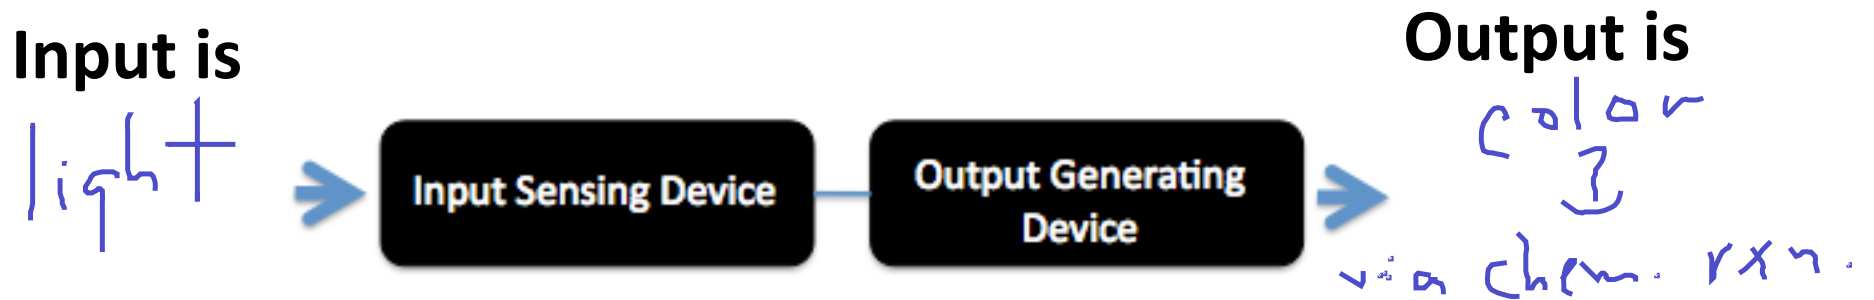 Input is
light
Input Sensing Device
Output Generating
Device
Output is
color
via chem. rxn.